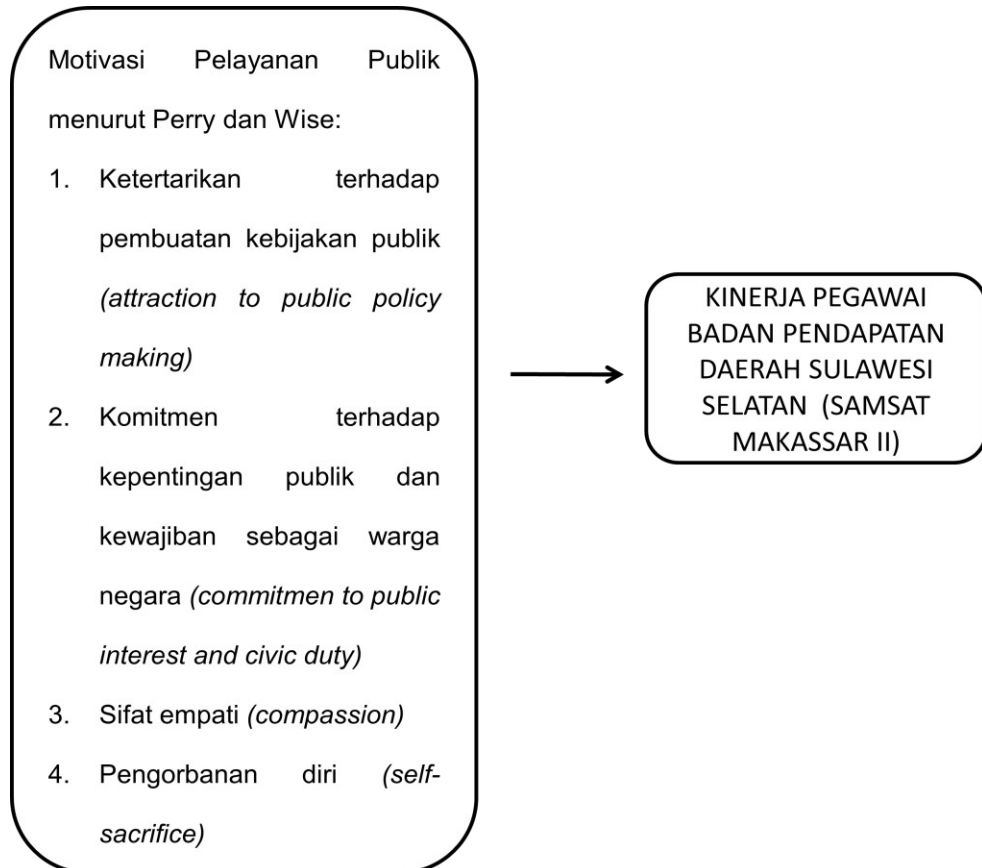 Motivasi Pelayanan Publik
menurut Perry dan Wise:
1. Ketertarikan terhadap
pembuatan kebijakan publik
(attraction to public policy
making)
2. Komitmen terhadap
kepentingan publik dan
kewajiban sebagai warga
negara (commitmen to public
interest and civic duty)
3. Sifat empati (compassion)
4. Pengorbanan diri (self-
sacrifice)
KINERJA PEGAWAI
BADAN PENDAPATAN
DAERAH SULAWESI
SELATAN (SAMSAT
MAKASSAR II)